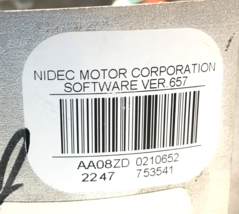 NIDEC MOTOR CORPORATION
SOFTWARE VER.657
AA08ZD 0210652
2247 753541